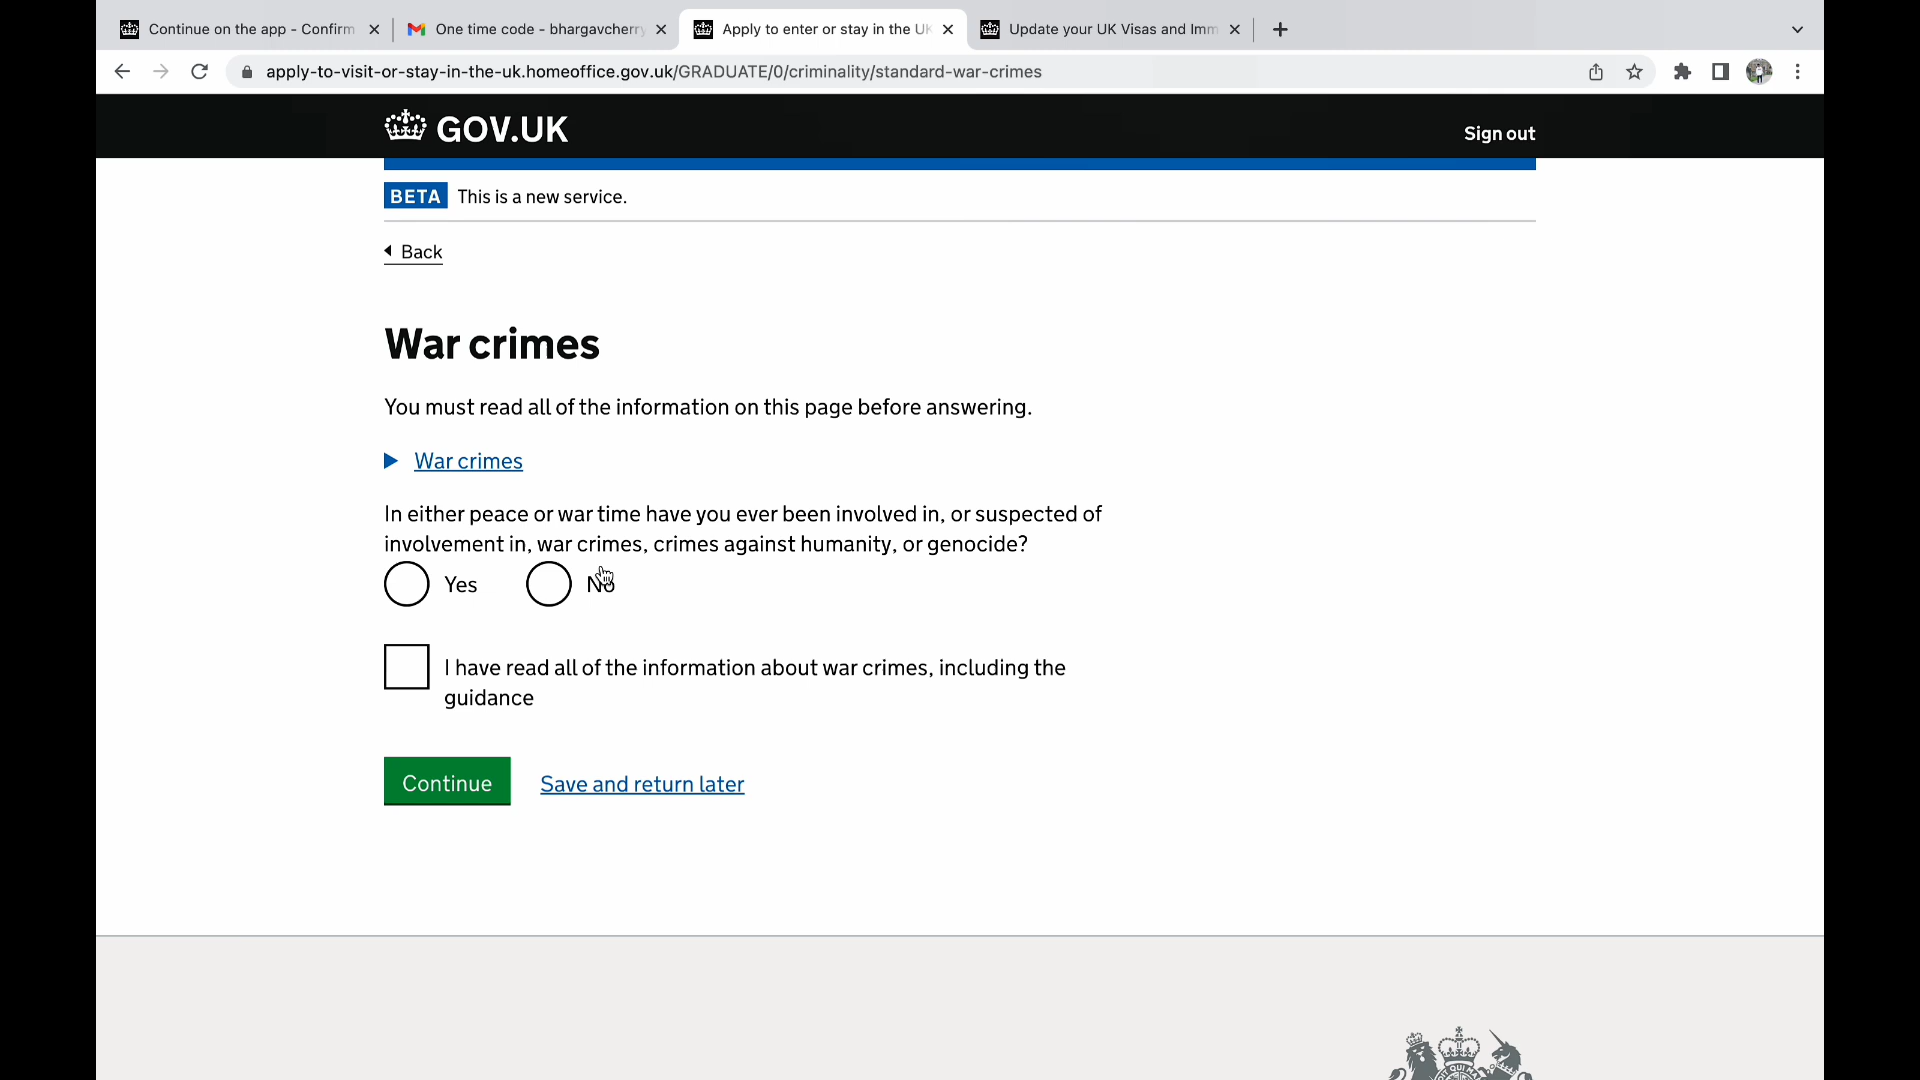 Continue on the app - Confirm
One time code - bhargavcherry
Apply to enter or stay in the UK
Update your UK Visas and Imm
apply-to-visit-or-stay-in-the-uk.homeoffice.gov.uk/GRADUATE/0/criminality/standard-war-crimes
GOV.UK
Sign out
BETA This is a new service.
Back
War crimes
You must read all of the information on this page before answering.
War crimes
In either peace or war time have you ever been involved in, or suspected of
involvement in, war crimes, crimes against humanity, or genocide?
Yes No
I have read all of the information about war crimes, including the
guidance
Continue Save and return later